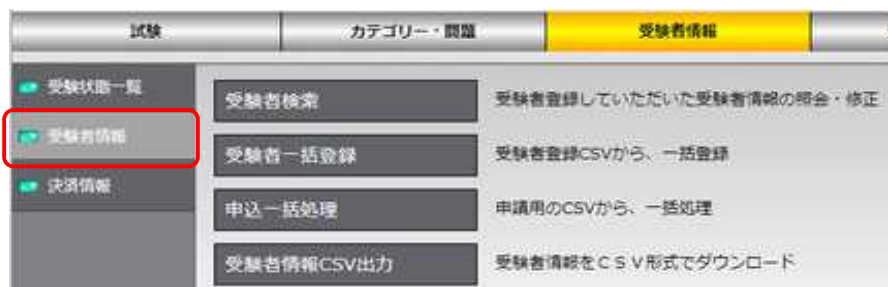 試験 カテゴリー・問題 受験者情報
受験状態一覧
受験者情報
決済情報
受験者検索 受験者登録していただいた受験者情報の照会・修正
受験者一括登録 受験者登録CSVから、一括登録
申込一括処理 申請用のCSVから、一括処理
受験者情報CSV出力 受験者情報をＣＳＶ形式でダウンロード